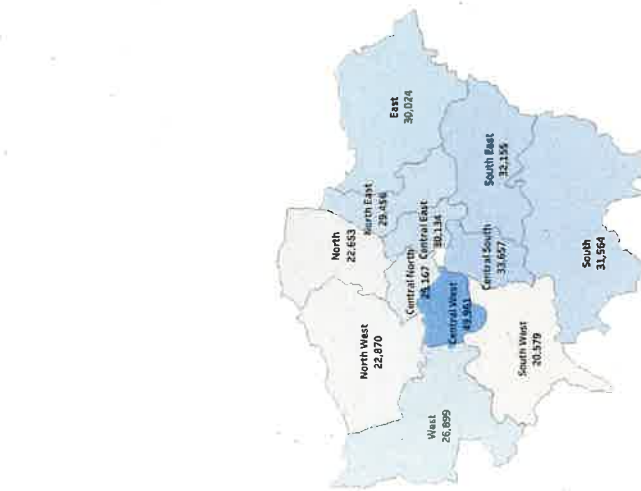 North
22,653
North East
29,456
East
30,024
North West
22,870
Central North
Central East
30,134
Central West
49,961
Central South
33,657
South East
32,155
West
26,899
South West
20,579
South
31,564